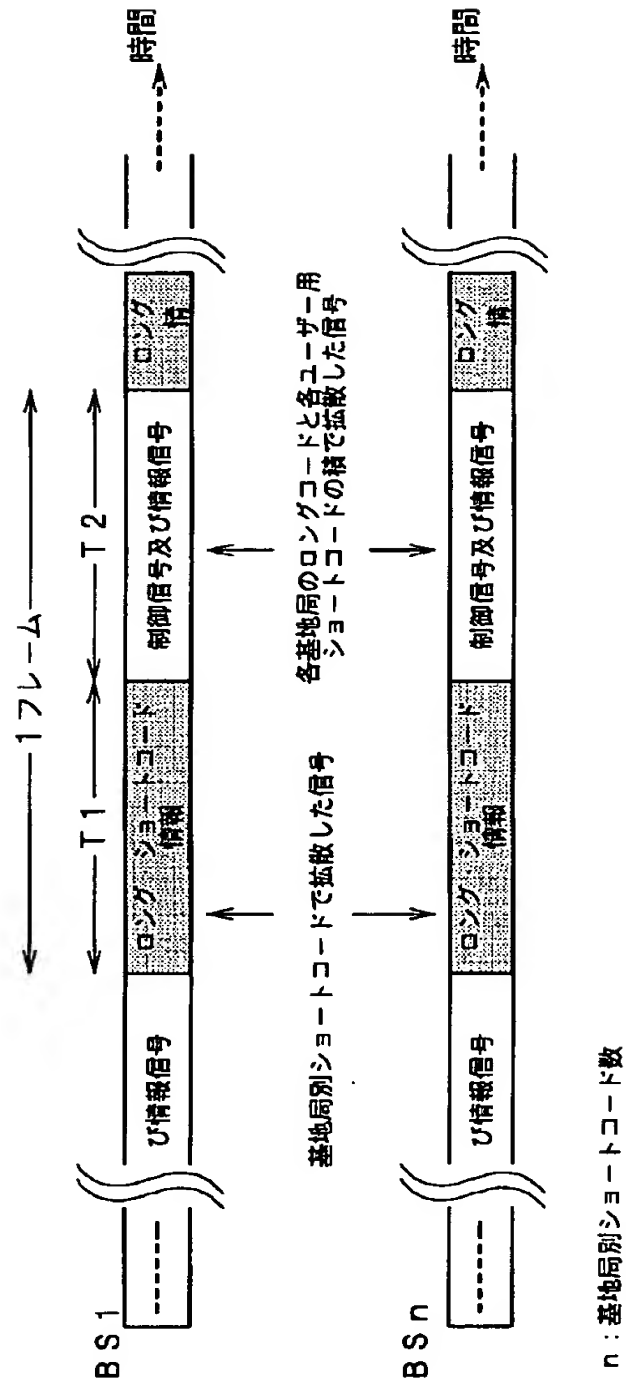 1フレーム
T1
T2
BS1
び情報信号
ロング・ショートコード
情報
制御信号及び情報信号
ロング
情
時間
基地局別ショートコードで拡散した信号
各基地局のロングコードと各ユーザー用
ショートコードの積で拡散した信号
BSn
び情報信号
ロング・ショートコード
情報
制御信号及び情報信号
ロング
情
時間
n：基地局別ショートコード数